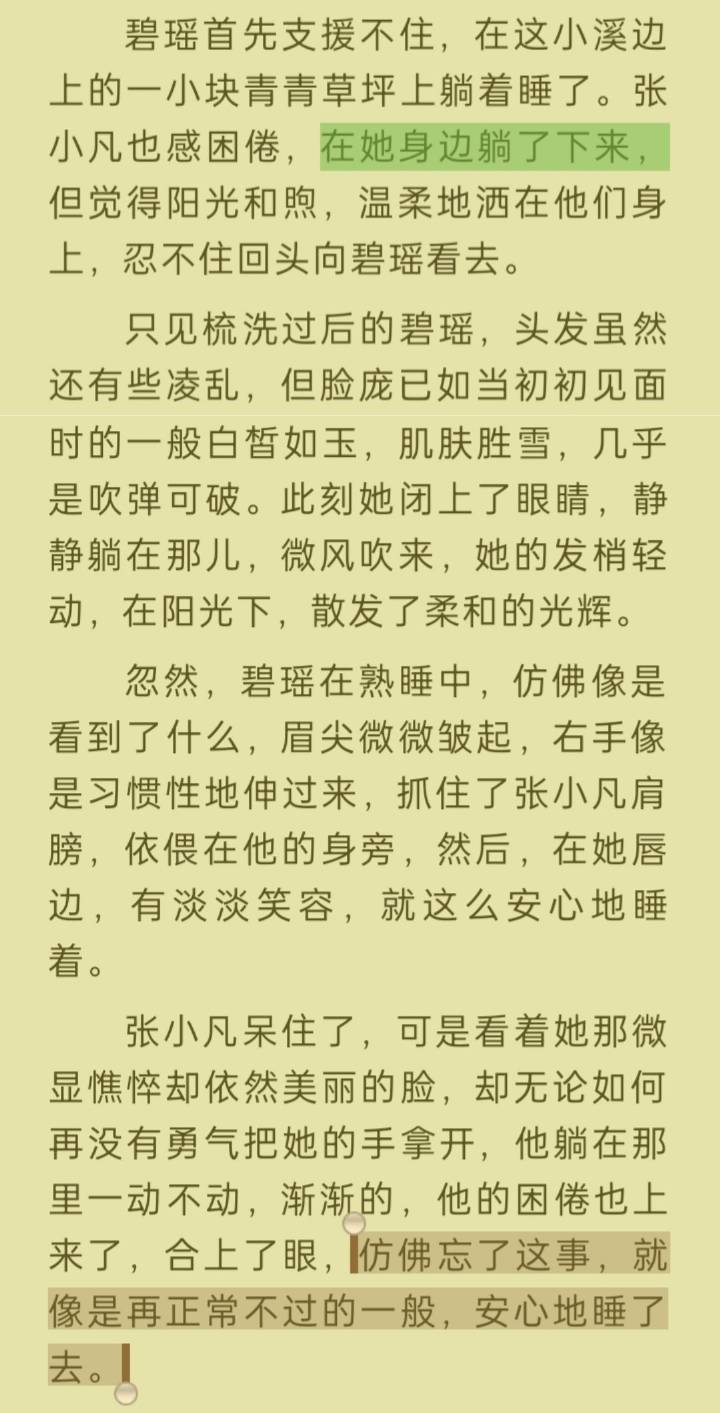 碧瑶首先支援不住，在这小溪边
上的一小块青青草坪上躺着睡了。张
小凡也感困倦，在她身边躺了下来，
但觉得阳光和煦，温柔地洒在他们身
上，忍不住回头向碧瑶看去。
只见梳洗过后的碧瑶，头发虽然
还有些凌乱，但脸庞已如当初初见面
时的一般白皙如玉，肌肤胜雪，几乎
是吹弹可破。此刻她闭上了眼睛，静
静躺在那儿，微风吹来，她的发梢轻
动，在阳光下，散发了柔和的光辉。
忽然，碧瑶在熟睡中，仿佛像是
看到了什么，眉尖微微皱起，右手像
是习惯性地伸过来，抓住了张小凡肩
膀，依偎在他的身旁，然后，在她唇
边，有淡淡笑容，就这么安心地睡
着。
张小凡呆住了，可是看着她那微
显憔悴却依然美丽的脸，却无论如何
再没有勇气把她的手拿开，他躺在那
里一动不动，渐渐的，他的困倦也上
来了，合上了眼，仿佛忘了这事，就
像是再正常不过的一般，安心地睡了
去。